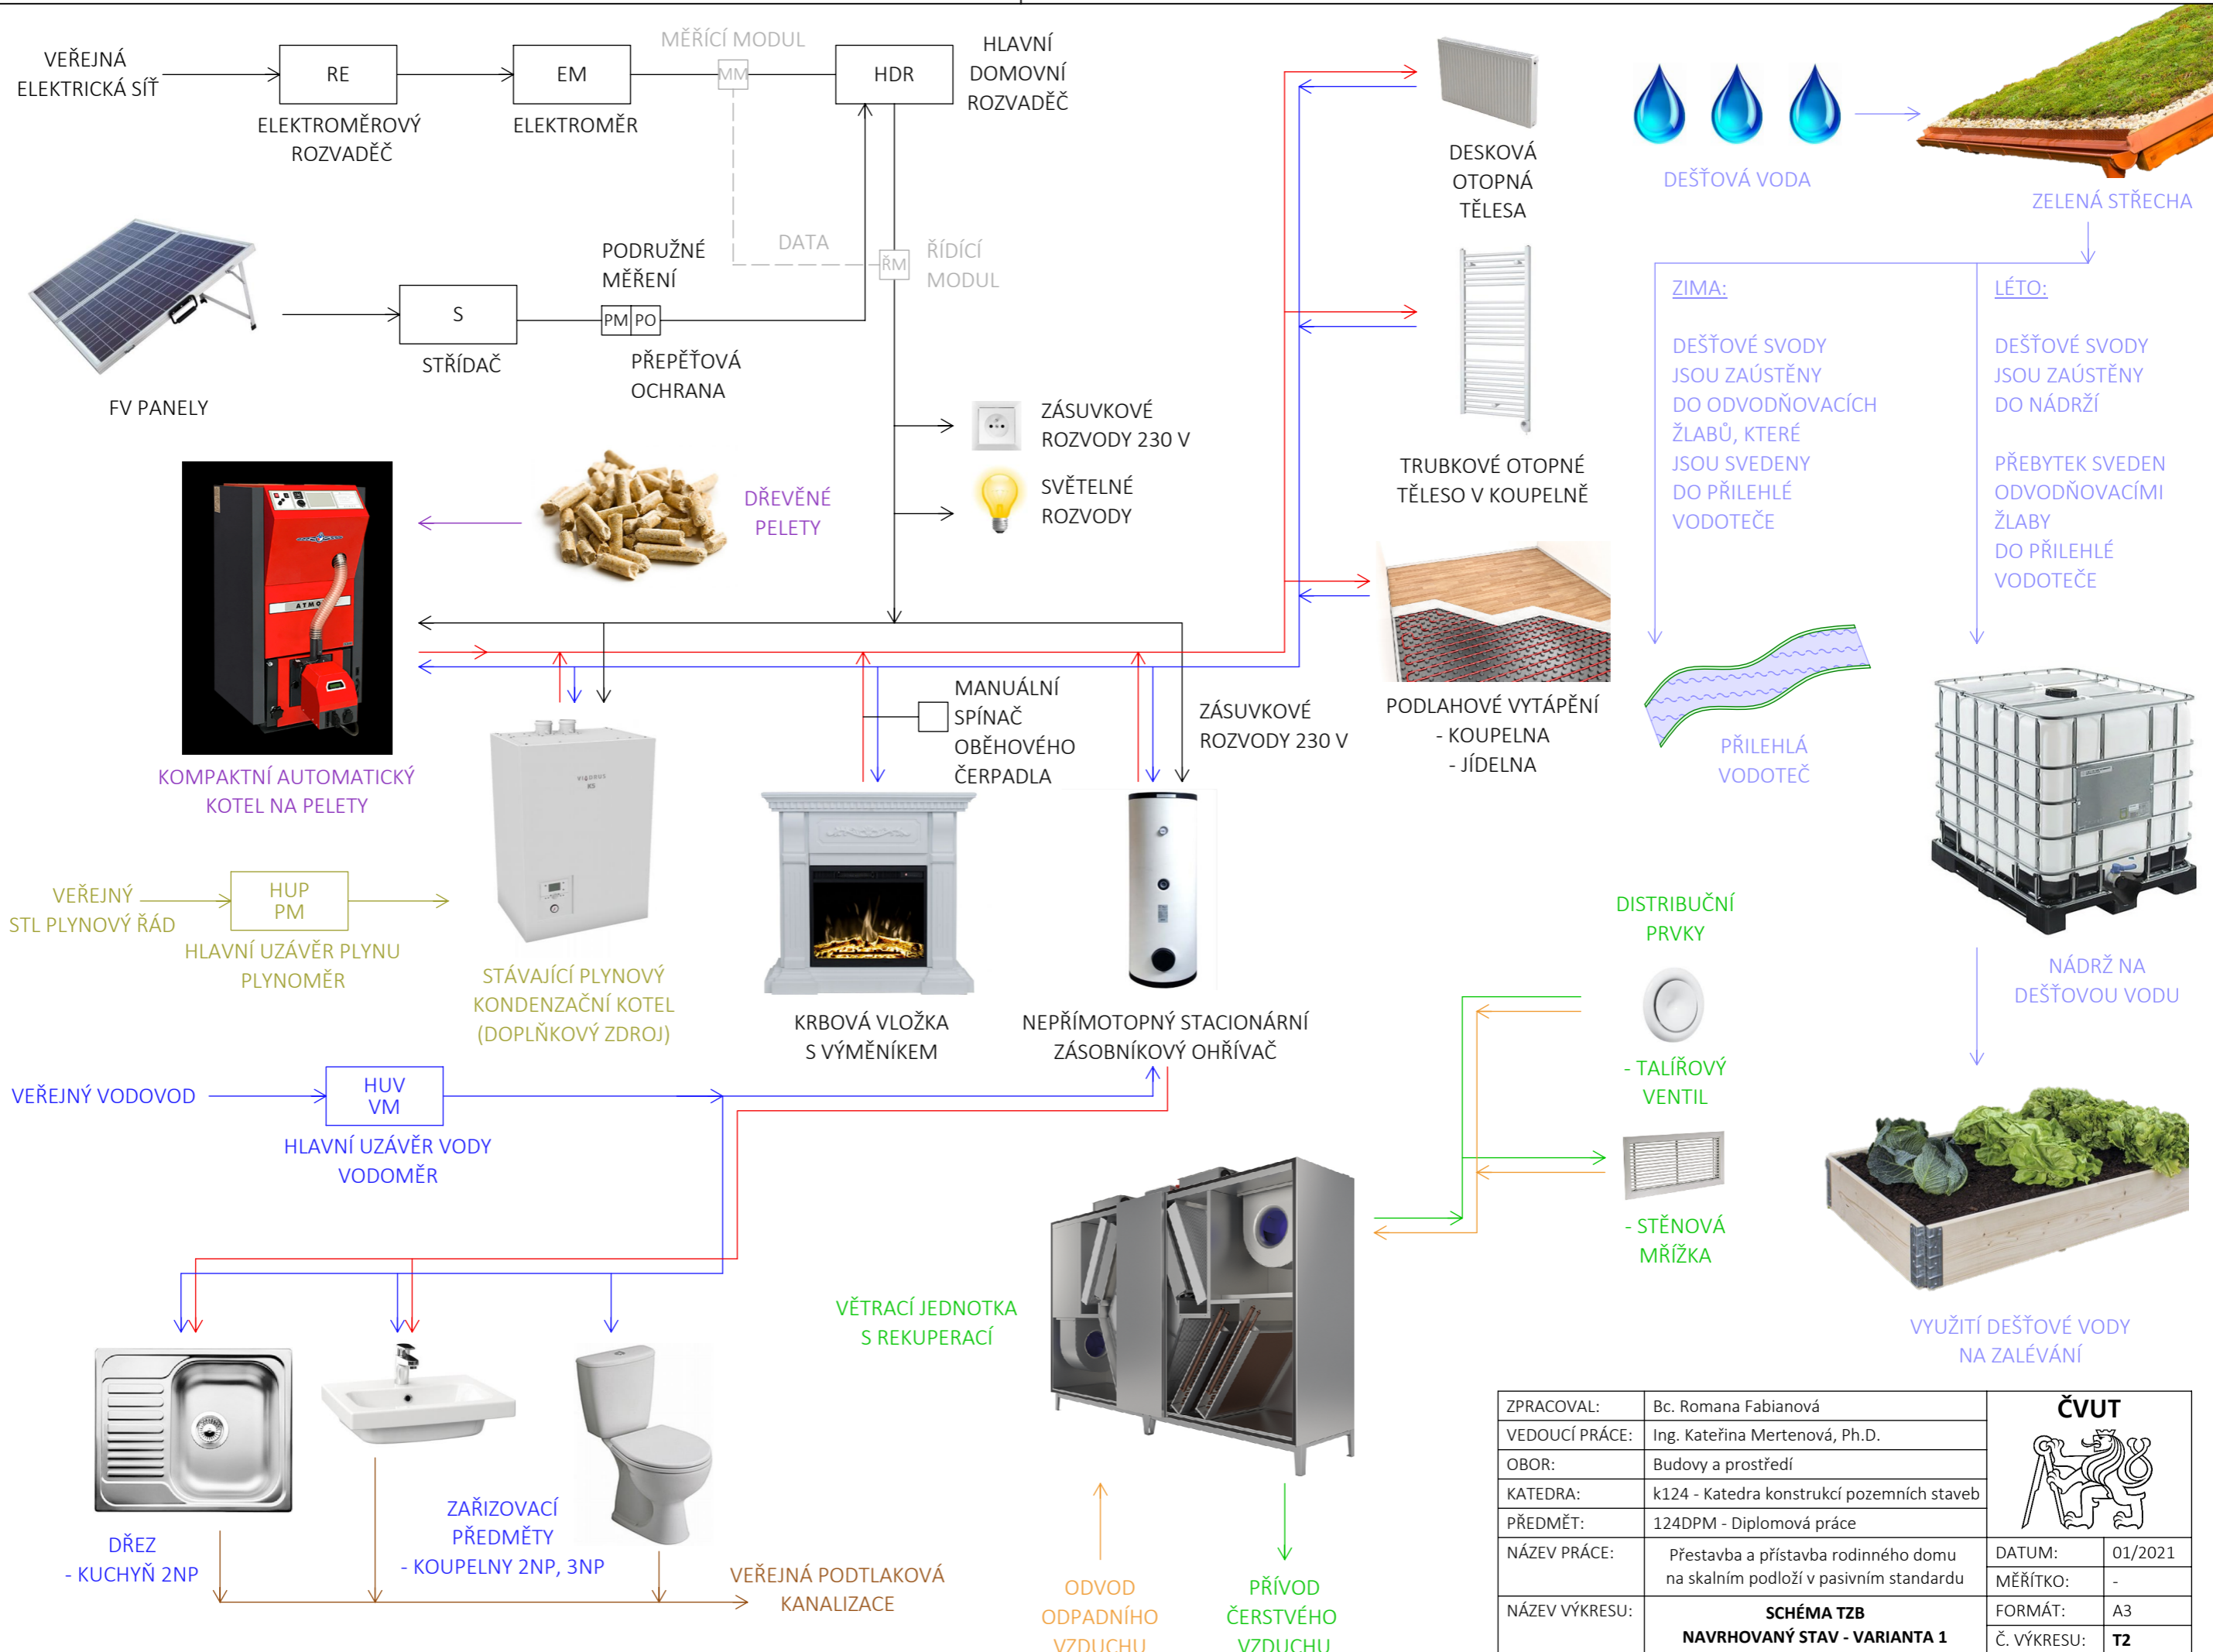 VEŘEJNÁ
ELEKTRICKÁ SÍŤ
RE
ELEKTROMĚROVÝ
ROZVADĚČ
EM
ELEKTROMĚR
MĚŘÍCÍ MODUL
MM
HDR
HLAVNÍ
DOMOVNÍ
ROZVADĚČ
DATA
ŘM
ŘÍDÍCÍ
MODUL
FV PANELY
S
STŘÍDAČ
PODRUŽNÉ
MĚŘENÍ
PM
PO
PŘEPĚŤOVÁ
OCHRANA
ZÁSUVKOVÉ
ROZVODY 230 V
SVĚTELNÉ
ROZVODY
DŘEVĚNÉ
PELETY
KOMPAKTNÍ AUTOMATICKÝ
KOTEL NA PELETY
DESKOVÁ
OTOPNÁ
TĚLESA
TRUBKOVÉ OTOPNÉ
TĚLESO V KOUPELNĚ
PODLAHOVÉ VYTÁPĚNÍ
- KOUPELNA
- JÍDELNA
MANUÁLNÍ
SPÍNAČ
OBĚHOVÉHO
ČERPADLA
ZÁSUVKOVÉ
ROZVODY 230 V
VEŘEJNÝ
STL PLYNOVÝ ŘÁD
HUP
PM
HLAVNÍ UZÁVĚR PLYNU
PLYNOMĚR
STÁVAJÍCÍ PLYNOVÝ
KONDENZAČNÍ KOTEL
(DOPLŇKOVÝ ZDROJ)
KRBOVÁ VLOŽKA
S VÝMĚNÍKEM
NEPŘÍMOTOPNÝ STACIONÁRNÍ
ZÁSOBNÍKOVÝ OHŘÍVAČ
VEŘEJNÝ VODOVOD
HUV
VM
HLAVNÍ UZÁVĚR VODY
VODOMĚR
DŘEZ
- KUCHYŇ 2NP
ZAŘIZOVACÍ
PŘEDMĚTY
- KOUPELNY 2NP, 3NP
VEŘEJNÁ PODTLAKOVÁ
KANALIZACE
VĚTRACÍ JEDNOTKA
S REKUPERACÍ
ODVOD
ODPADNÍHO
VZDUCHU
PŘÍVOD
ČERSTVÉHO
VZDUCHU
DISTRIBUČNÍ
PRVKY
- TALÍŘOVÝ
VENTIL
- STĚNOVÁ
MŘÍŽKA
DEŠŤOVÁ VODA
ZELENÁ STŘECHA
ZIMA:
DEŠŤOVÉ SVODY
JSOU ZAÚSTĚNY
DO ODVODŇOVACÍCH
ŽLABŮ, KTERÉ
JSOU SVEDENY
DO PŘILEHLÉ
VODOTEČE
LÉTO:
DEŠŤOVÉ SVODY
JSOU ZAÚSTĚNY
DO NÁDRŽÍ
PŘEBYTEK SVEDEN
ODVODŇOVACÍMI
ŽLABY
DO PŘILEHLÉ
VODOTEČE
PŘILEHLÁ
VODOTEČ
NÁDRŽ NA
DEŠŤOVOU VODU
VYUŽITÍ DEŠŤOVÉ VODY
NA ZALÉVÁNÍ
ZPRACOVAL: Bc. Romana Fabianová
VEDOUCÍ PRÁCE: Ing. Kateřina Mertenová, Ph.D.
OBOR: Budovy a prostředí
KATEDRA: k124 - Katedra konstrukcí pozemních staveb
PŘEDMĚT: 124DPM - Diplomová práce
NÁZEV PRÁCE: Přestavba a přístavba rodinného domu
na skalním podloží v pasivním standardu
NÁZEV VÝKRESU: SCHÉMA TZB
NAVRHOVANÝ STAV - VARIANTA 1
ČVUT
DATUM: 01/2021
MĚŘÍTKO: -
FORMÁT: A3
Č. VÝKRESU: T2